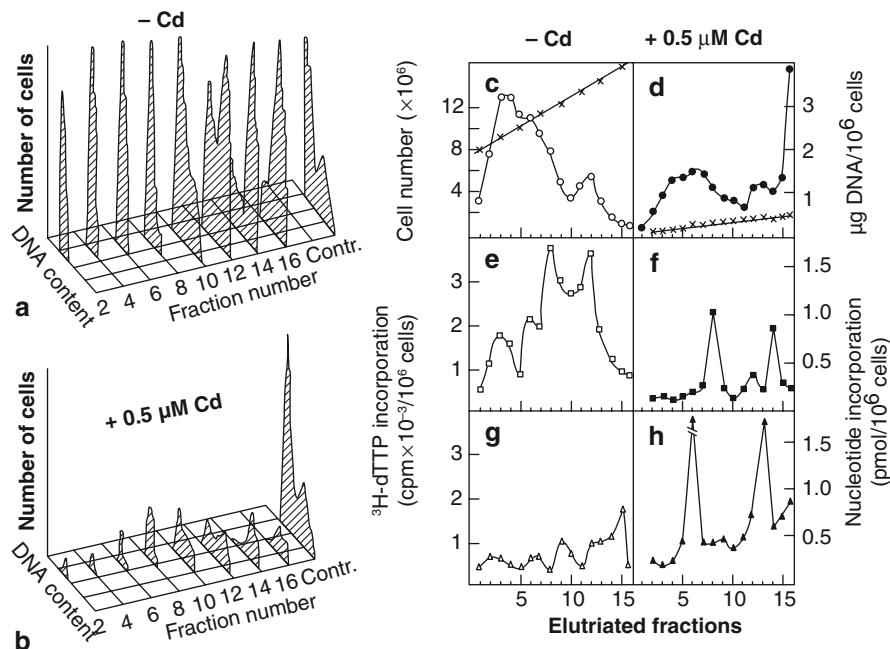 – Cd
a
Number of cells
DNA content
2 4 6 8 10 12 14 16 Contr.
Fraction number
+ 0.5 µM Cd
b
Number of cells
DNA content
2 4 6 8 10 12 14 16 Contr.
Fraction number
– Cd + 0.5 µM Cd
c d
Cell number (×10⁶)
12
8
4
µg DNA/10⁶ cells
3
2
1
e f
³H-dTTP incorporation
(cpm×10⁻³/10⁶ cells)
3
2
1
Nucleotide incorporation
(pmol/10⁶ cells)
1.5
1.0
0.5
g h
3
2
1
1.5
1.0
0.5
5 10 15 5 10 15
Elutriated fractions